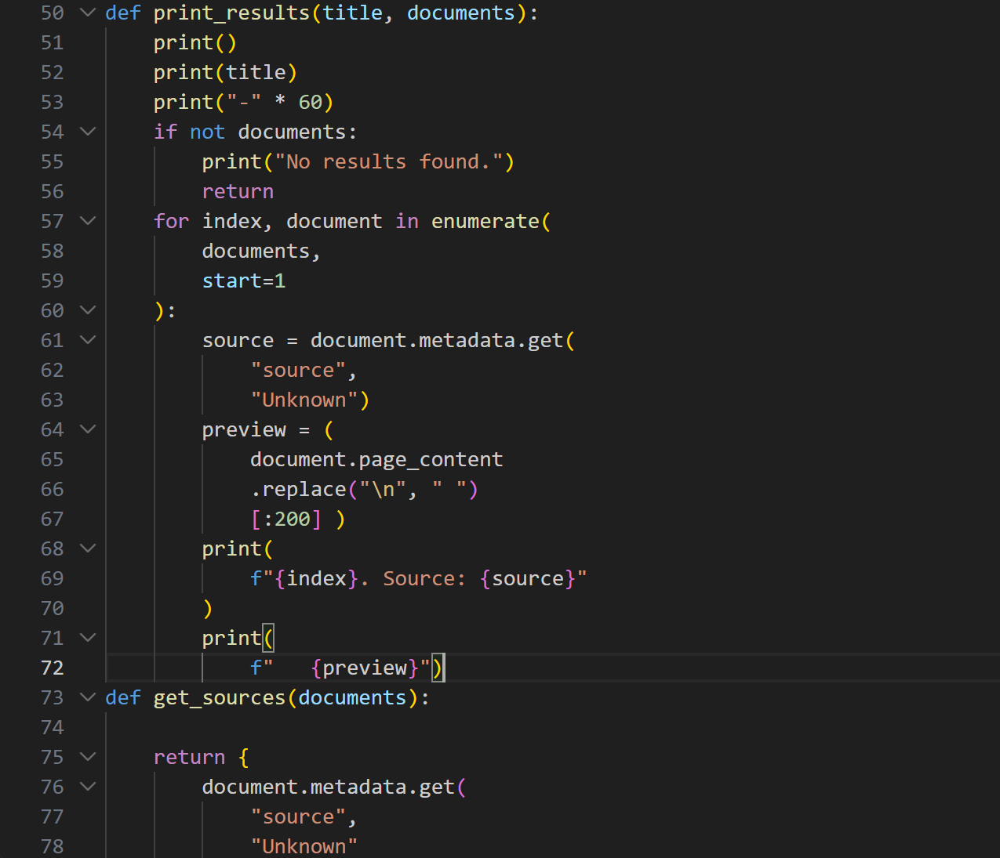 50 def print_results(title, documents):
51     print()
52     print(title)
53     print("-" * 60)
54     if not documents:
55         print("No results found.")
56         return
57     for index, document in enumerate(
58         documents,
59         start=1
60     ):
61         source = document.metadata.get(
62             "source",
63             "Unknown")
64         preview = (
65             document.page_content
66             .replace("\n", " ")
67             [:200] )
68         print(
69             f"{index}. Source: {source}"
70         )
71         print(
72             f"   {preview}")
73 def get_sources(documents):
74
75     return {
76         document.metadata.get(
77             "source",
78             "Unknown"